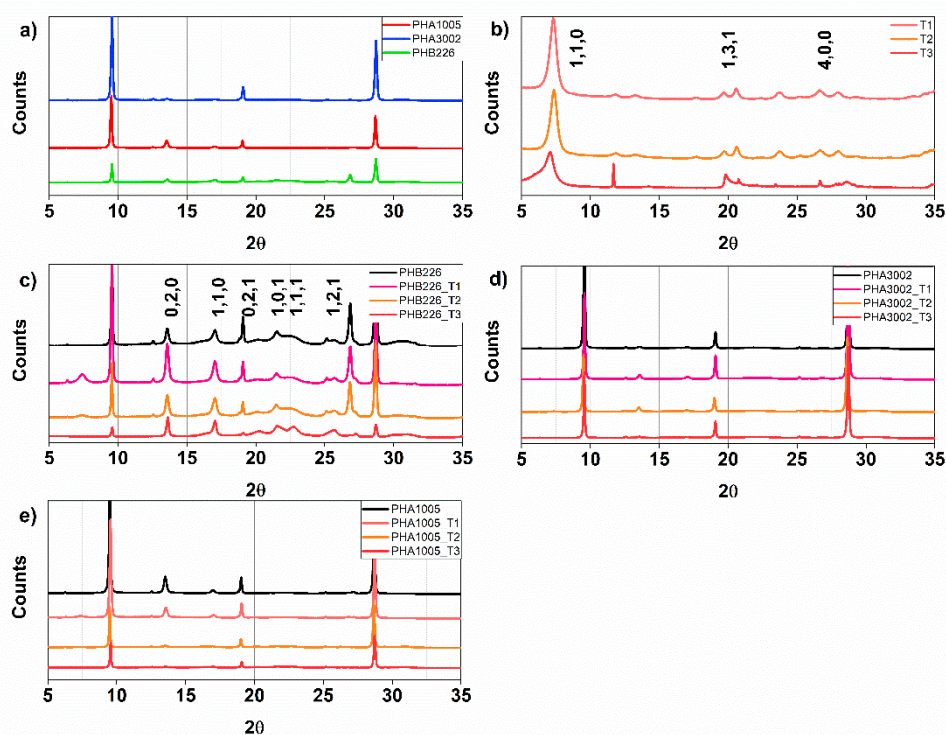 a)
PHA1005
PHA3002
PHB226
Counts
5 10 15 20 25 30 35
2θ
b)
T1
T2
T3
1,1,0
1,3,1
4,0,0
Counts
5 10 15 20 25 30 35
2θ
c)
PHB226
PHB226_T1
PHB226_T2
PHB226_T3
0,2,0
1,1,0
0,2,1
1,0,1
1,1,1
1,2,1
Counts
5 10 15 20 25 30 35
2θ
d)
PHA3002
PHA3002_T1
PHA3002_T2
PHA3002_T3
Counts
5 10 15 20 25 30 35
2θ
e)
PHA1005
PHA1005_T1
PHA1005_T2
PHA1005_T3
Counts
5 10 15 20 25 30 35
2θ